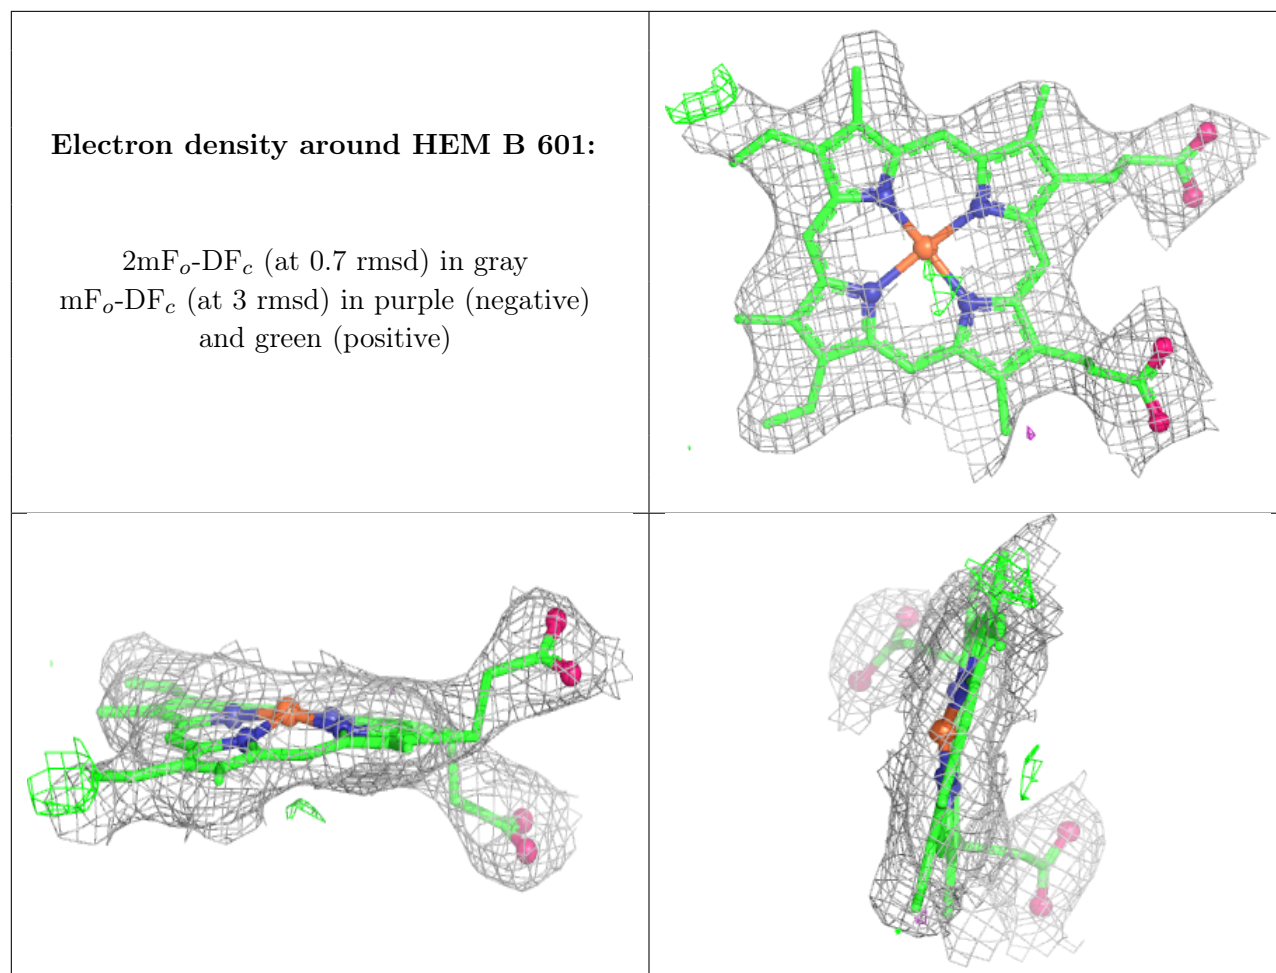 Electron density around HEM B 601:
2mFo-DFc (at 0.7 rmsd) in gray
mFo-DFc (at 3 rmsd) in purple (negative)
and green (positive)